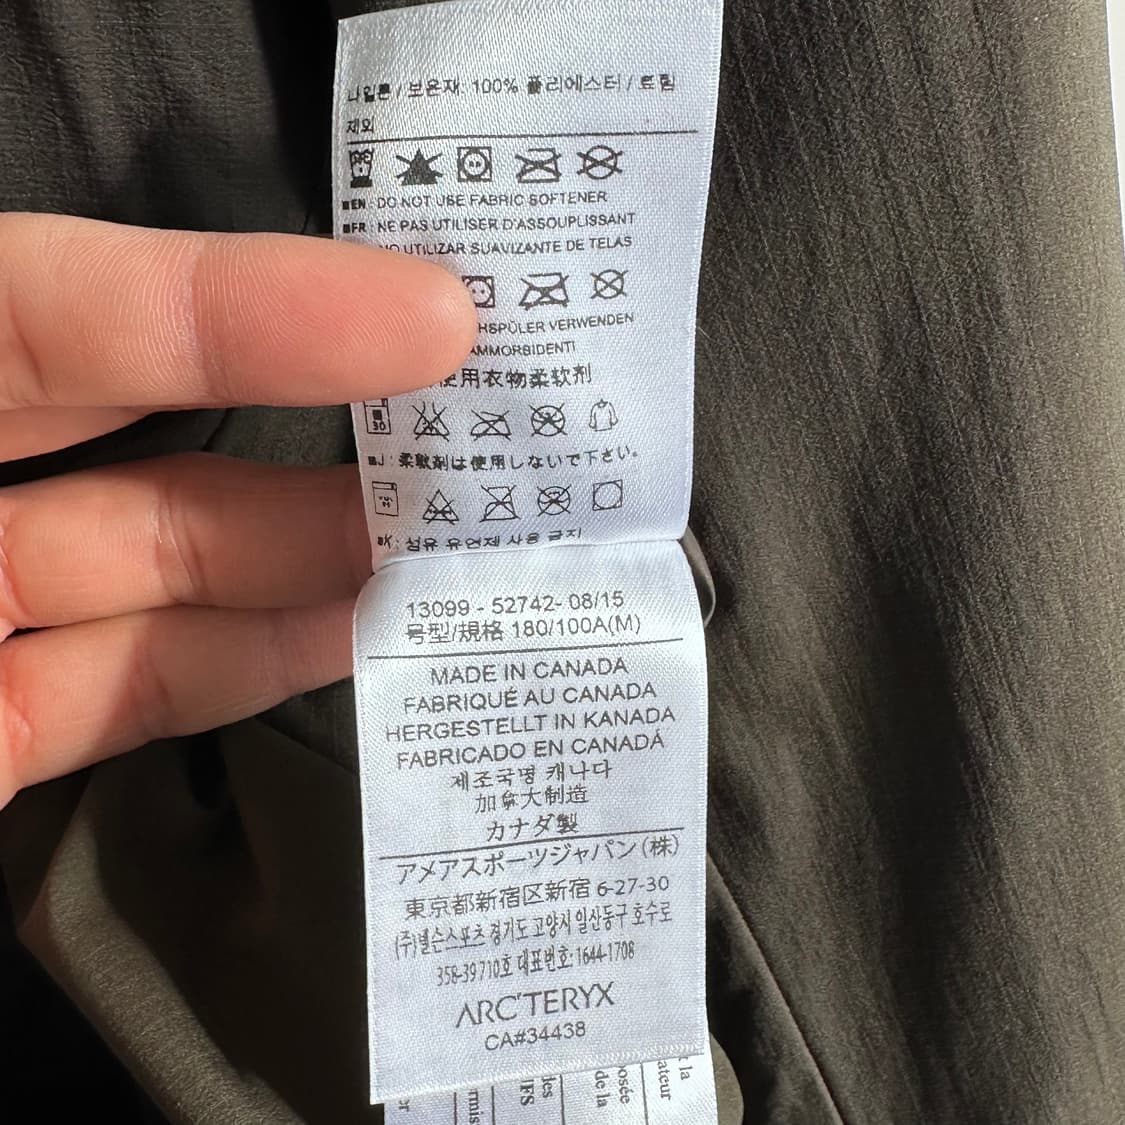 나일론 / 보온재: 100% 폴리에스터 / 트림
제외
EN : DO NOT USE FABRIC SOFTENER
FR : NE PAS UTILISER D'ASSOUPLISSANT
UTILIZAR SUAVIZANTE DE TELAS
HSPÜLER VERWENDEN
AMMORBIDENTI
使用衣物柔软剂
30
J : 柔軟剤は使用しないで下さい。
K : 섬유 유연제 사용 금지
13099 - 52742- 08/15
号型/規格 180/100A(M)
MADE IN CANADA
FABRIQUÉ AU CANADA
HERGESTELLT IN KANADA
FABRICADO EN CANADÁ
제조국명 캐나다
加拿大制造
カナダ製
アメアスポーツジャパン(株)
東京都新宿区新宿 6-27-30
(주)넬슨스포츠 경기도 고양시 일산동구 호수로
358-39 710호 대표번호: 1644-1708
ARC'TERYX
CA#34438
de la